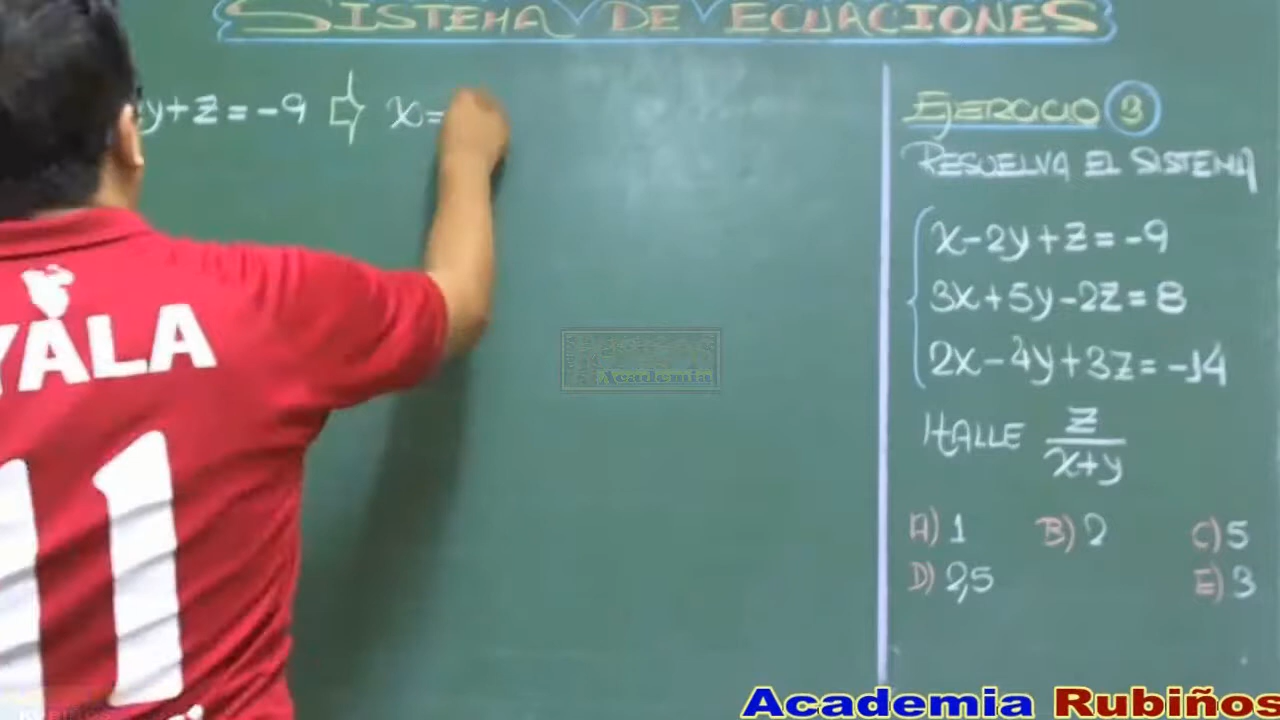 SISTEMA DE ECUACIONES
y+z=-9 ⇨ x=
EJERCICIO 3
RESUELVA EL SISTEMA
x-2y+z=-9
3x+5y-2z=8
2x-4y+3z=-14
HALLE z/(x+y)
A) 1 B) 2 C) 5
D) 2,5 E) 3
YALA
11
Academia
Academia Rubiños